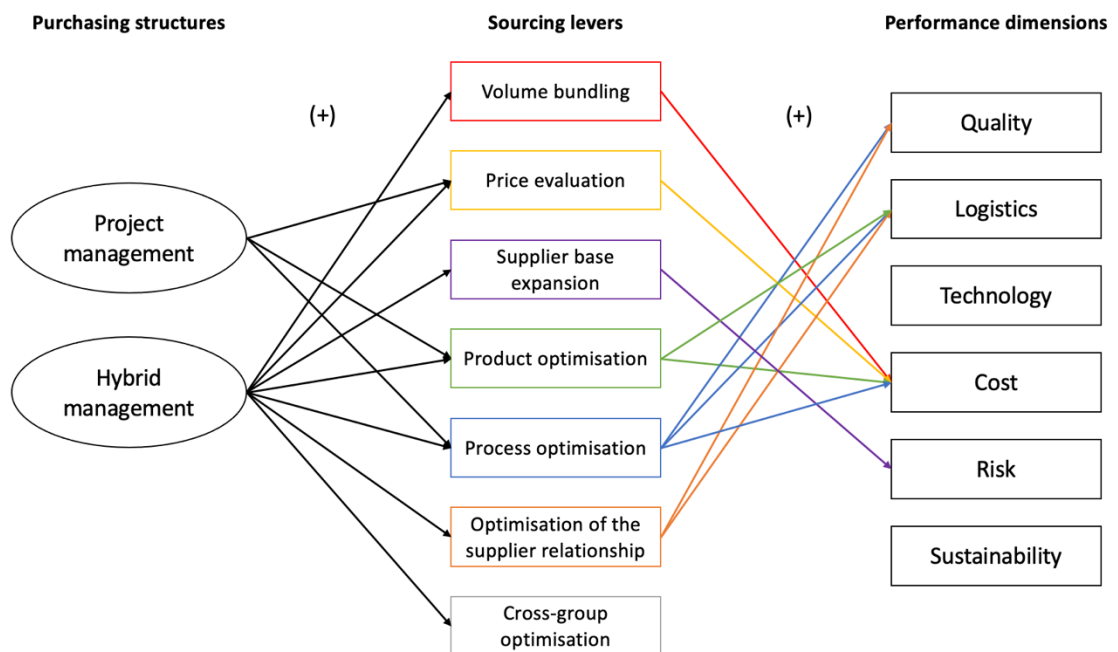 Purchasing structures
Sourcing levers
Performance dimensions
(+)
(+)
Project
management
Hybrid
management
Volume bundling
Price evaluation
Supplier base
expansion
Product optimisation
Process optimisation
Optimisation of the
supplier relationship
Cross-group
optimisation
Quality
Logistics
Technology
Cost
Risk
Sustainability